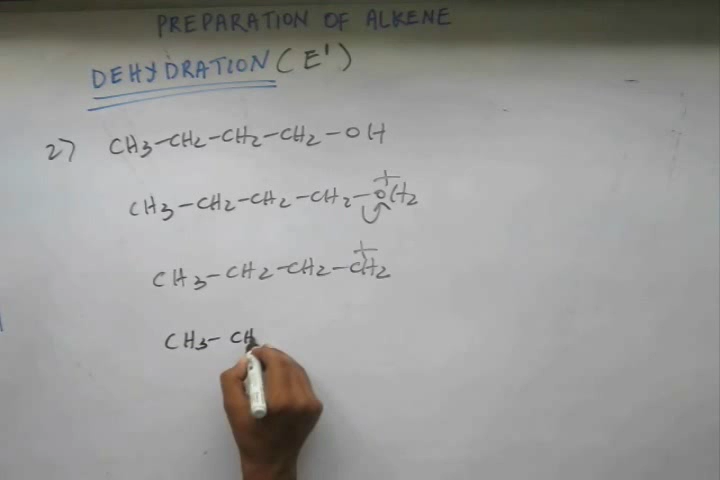 PREPARATION OF ALKENE
DEHYDRATION (E')
2) CH3-CH2-CH2-CH2-OH
CH3-CH2-CH2-CH2-OH2
+
CH3-CH2-CH2-CH2
+
CH3-CH